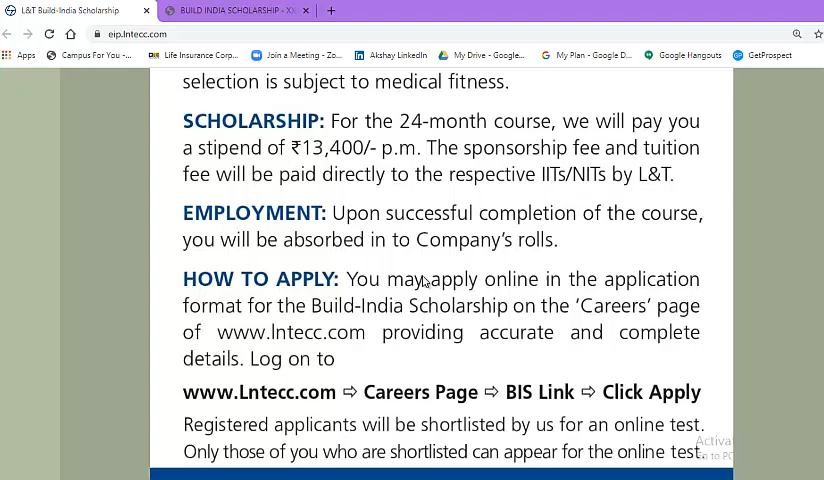 L&T Build-India Scholarship
BUILD INDIA SCHOLARSHIP - X
eip.lntecc.com
Apps Campus For You -... Life Insurance Corp... Join a Meeting - Zo... Akshay LinkedIn My Drive - Google... My Plan - Google D... Google Hangouts GetProspect
selection is subject to medical fitness.
SCHOLARSHIP: For the 24-month course, we will pay you
a stipend of ₹13,400/- p.m. The sponsorship fee and tuition
fee will be paid directly to the respective IITs/NITs by L&T.
EMPLOYMENT: Upon successful completion of the course,
you will be absorbed in to Company's rolls.
HOW TO APPLY: You may apply online in the application
format for the Build-India Scholarship on the ‘Careers’ page
of www.lntecc.com providing accurate and complete
details. Log on to
www.Lntecc.com ⇨ Careers Page ⇨ BIS Link ⇨ Click Apply
Registered applicants will be shortlisted by us for an online test.
Only those of you who are shortlisted can appear for the online test.
Activat
Go to PC